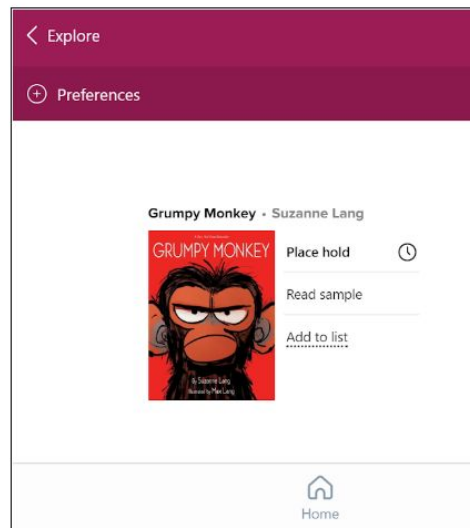 Explore
Preferences
Grumpy Monkey • Suzanne Lang
GRUMPY MONKEY
By Suzanne Lang
Illustrated by Max Lang
Place hold
Read sample
Add to list
Home